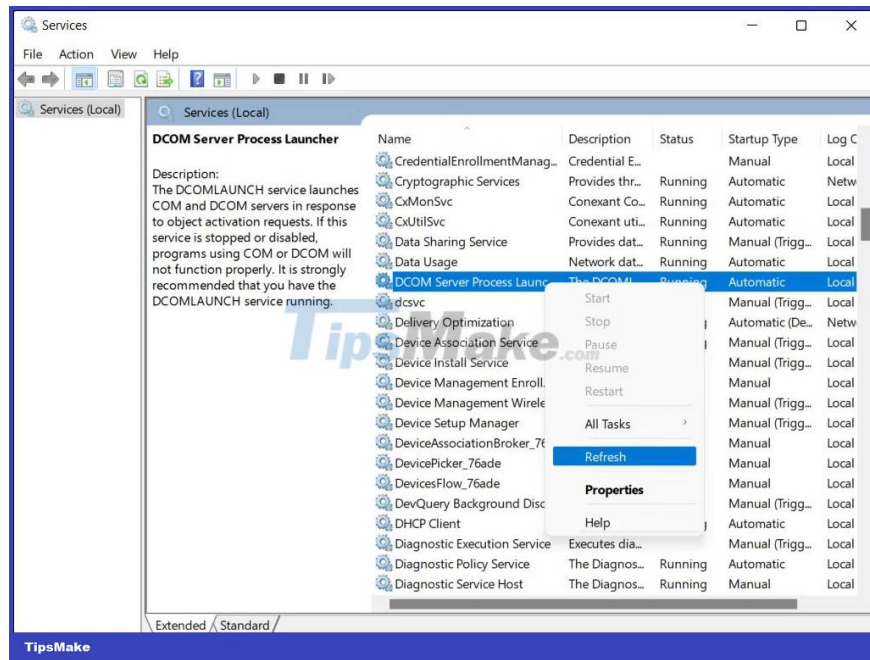 Services
File Action View Help
Services (Local)
Services (Local)
DCOM Server Process Launcher
Description:
The DCOMLAUNCH service launches
COM and DCOM servers in response
to object activation requests. If this
service is stopped or disabled,
programs using COM or DCOM will
not function properly. It is strongly
recommended that you have the
DCOMLAUNCH service running.
Name Description Status Startup Type Log C
CredentialEnrollmentManag... Credential E... Manual Local
Cryptographic Services Provides thr... Running Automatic Netw
CxMonSvc Conexant Co... Running Automatic Local
CxUtilSvc Conexant uti... Running Automatic Local
Data Sharing Service Provides dat... Running Manual (Trigg... Local
Data Usage Network dat... Running Automatic Local
DCOM Server Process Launc The DCOML Running Automatic Local
dcsvc Manual (Trigg... Local
Delivery Optimization Automatic (De... Netw
Device Association Service Manual (Trigg... Local
Device Install Service Manual (Trigg... Local
Device Management Enroll. Manual Local
Device Management Wirele Manual (Trigg... Local
Device Setup Manager Manual (Trigg... Local
DeviceAssociationBroker_76 Manual Local
DevicePicker_76ade Manual Local
DevicesFlow_76ade Manual Local
DevQuery Background Disc Manual (Trigg... Local
DHCP Client Automatic Local
Diagnostic Execution Service Executes dia... Manual (Trigg... Local
Diagnostic Policy Service The Diagnos... Running Automatic Local
Diagnostic Service Host The Diagnos... Running Manual Local
Start
Stop
Pause
Resume
Restart
All Tasks
Refresh
Properties
Help
TipsMake.com
Extended Standard
TipsMake